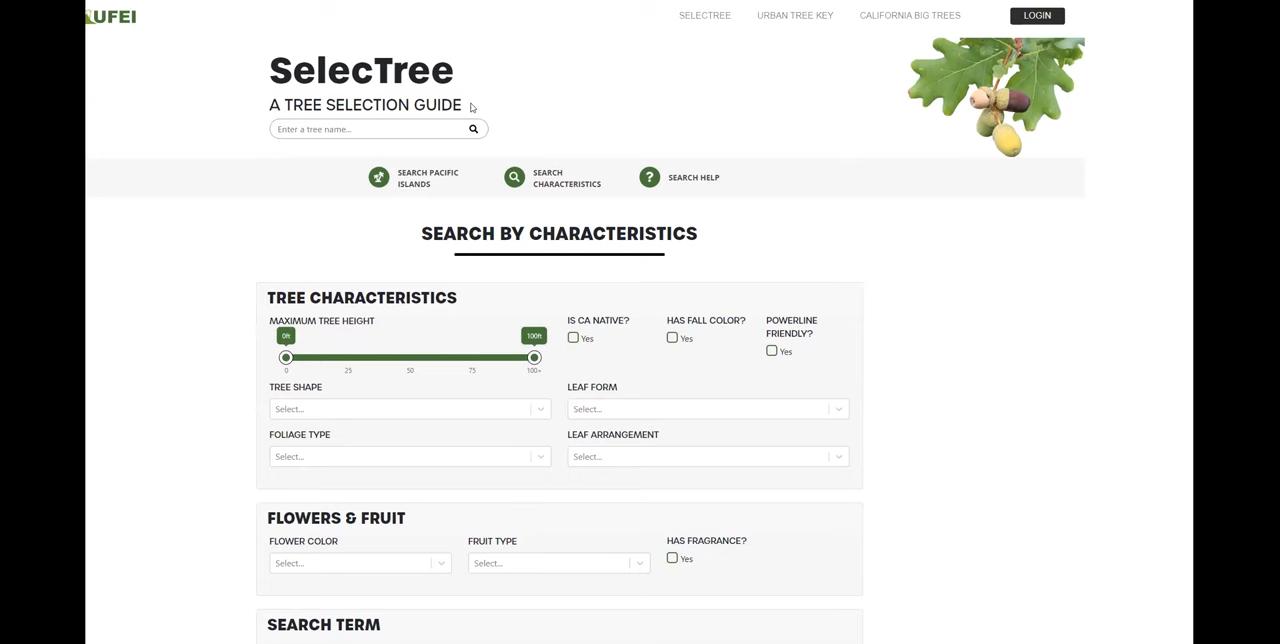 UFEI
SELECTREE
URBAN TREE KEY
CALIFORNIA BIG TREES
LOGIN
SelecTree
A TREE SELECTION GUIDE
Enter a tree name...
SEARCH PACIFIC
ISLANDS
SEARCH
CHARACTERISTICS
? SEARCH HELP
SEARCH BY CHARACTERISTICS
TREE CHARACTERISTICS
MAXIMUM TREE HEIGHT
0ft
100ft
0 25 50 75 100+
IS CA NATIVE?
Yes
HAS FALL COLOR?
Yes
POWERLINE
FRIENDLY?
Yes
TREE SHAPE
Select...
LEAF FORM
Select...
FOLIAGE TYPE
Select...
LEAF ARRANGEMENT
Select...
FLOWERS & FRUIT
FLOWER COLOR
Select...
FRUIT TYPE
Select...
HAS FRAGRANCE?
Yes
SEARCH TERM